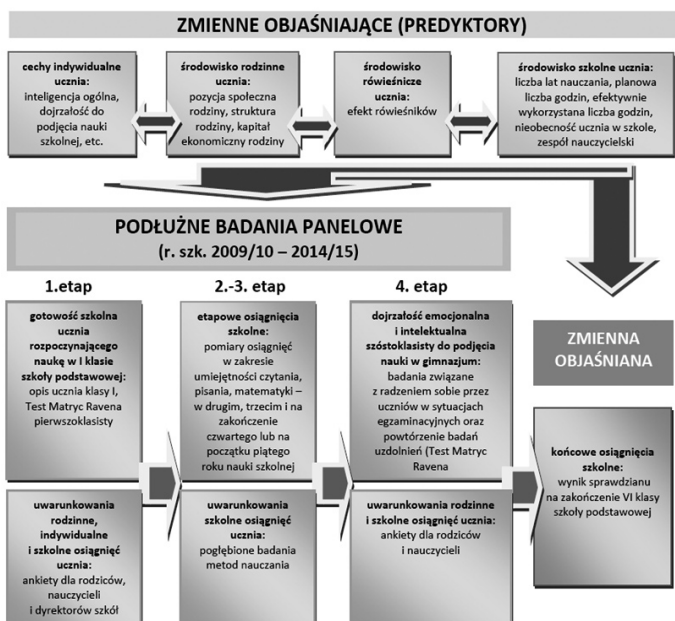 ZMIENNE OBJAŚNIAJĄCE (PREDYKTORY)
cechy indywidualne
ucznia:
inteligencja ogólna,
dojrzałość do
podjęcia nauki
szkolnej, etc.
środowisko rodzinne
ucznia:
pozycja społeczna
rodziny, struktura
rodziny, kapitał
ekonomiczny rodziny
środowisko
rówieśnicze
ucznia:
efekt rówieśników
środowisko szkolne ucznia:
liczba lat nauczania, planowa
liczba godzin, efektywnie
wykorzystana liczba godzin,
nieobecność ucznia w szkole,
zespół nauczycielski
PODŁUŻNE BADANIA PANELOWE
(r. szk. 2009/10 – 2014/15)
1.etap
gotowość szkolna
ucznia
rozpoczynającego
naukę w I klasie
szkoły podstawowej:
opis ucznia klasy I,
Test Matryc Ravena
pierwszoklasisty
uwarunkowania
rodzinne,
indywidualne
i szkolne osiągnięć
ucznia:
ankiety dla rodziców,
nauczycieli
i dyrektorów szkół
2.-3. etap
etapowe osiągnięcia
szkolne:
pomiary osiągnięć
w zakresie
umiejętności czytania,
pisania, matematyki –
w drugim, trzecim i na
zakończenie
czwartego lub na
początku piątego
roku nauki szkolnej
uwarunkowania
szkolne osiągnięć
ucznia:
pogłębione badania
metod nauczania
4. etap
dojrzałość emocjonalna
i intelektualna
szóstoklasisty do podjęcia
nauki w gimnazjum:
badania związane
z radzeniem sobie przez
uczniów w sytuacjach
egzaminacyjnych oraz
powtórzenie badań
uzdolnień (Test Matryc
Ravena
uwarunkowania rodzinne
i szkolne osiągnięć ucznia:
ankiety dla rodziców
i nauczycieli
ZMIENNA
OBJAŚNIANA
końcowe osiągnięcia
szkolne:
wynik sprawdzianu
na zakończenie VI klasy
szkoły podstawowej